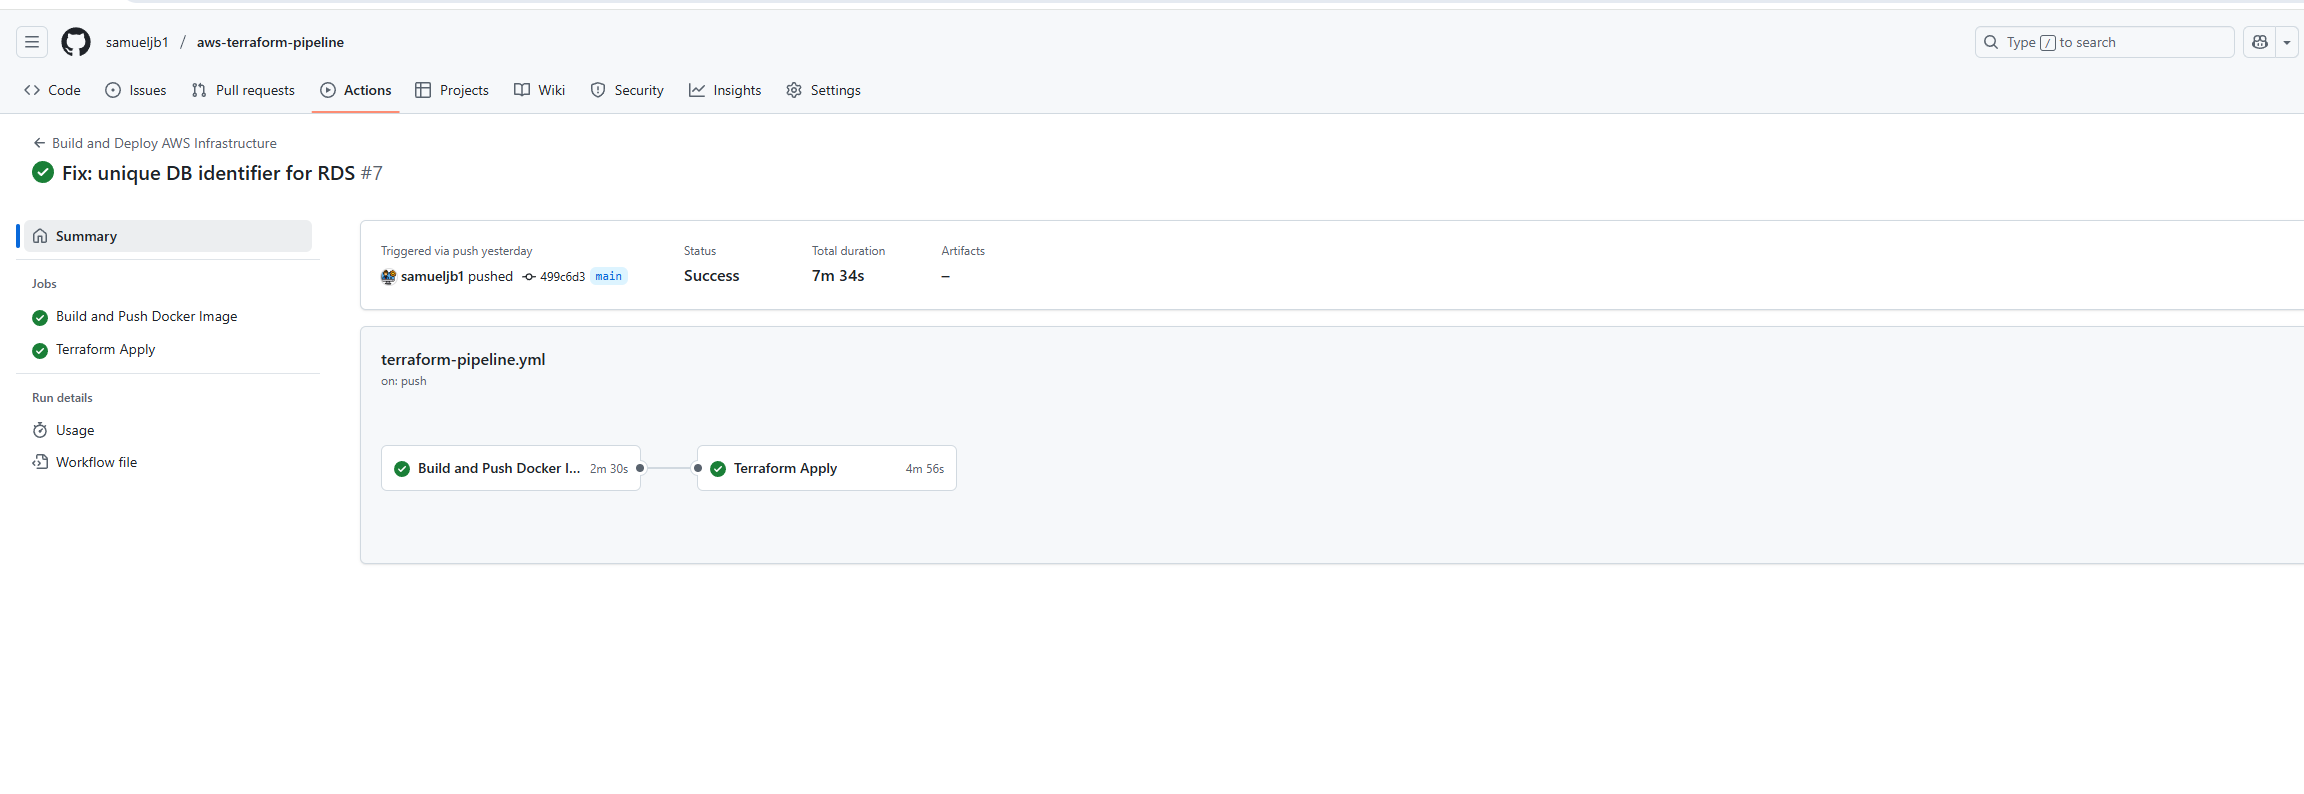 samueljb1 / aws-terraform-pipeline
Type / to search
Code Issues Pull requests Actions Projects Wiki Security Insights Settings
Build and Deploy AWS Infrastructure
Fix: unique DB identifier for RDS #7
Summary
Jobs
Build and Push Docker Image
Terraform Apply
Run details
Usage
Workflow file
Triggered via push yesterday
samueljb1 pushed 499c6d3 main
Status
Success
Total duration
7m 34s
Artifacts
–
terraform-pipeline.yml
on: push
Build and Push Docker I... 2m 30s
Terraform Apply 4m 56s